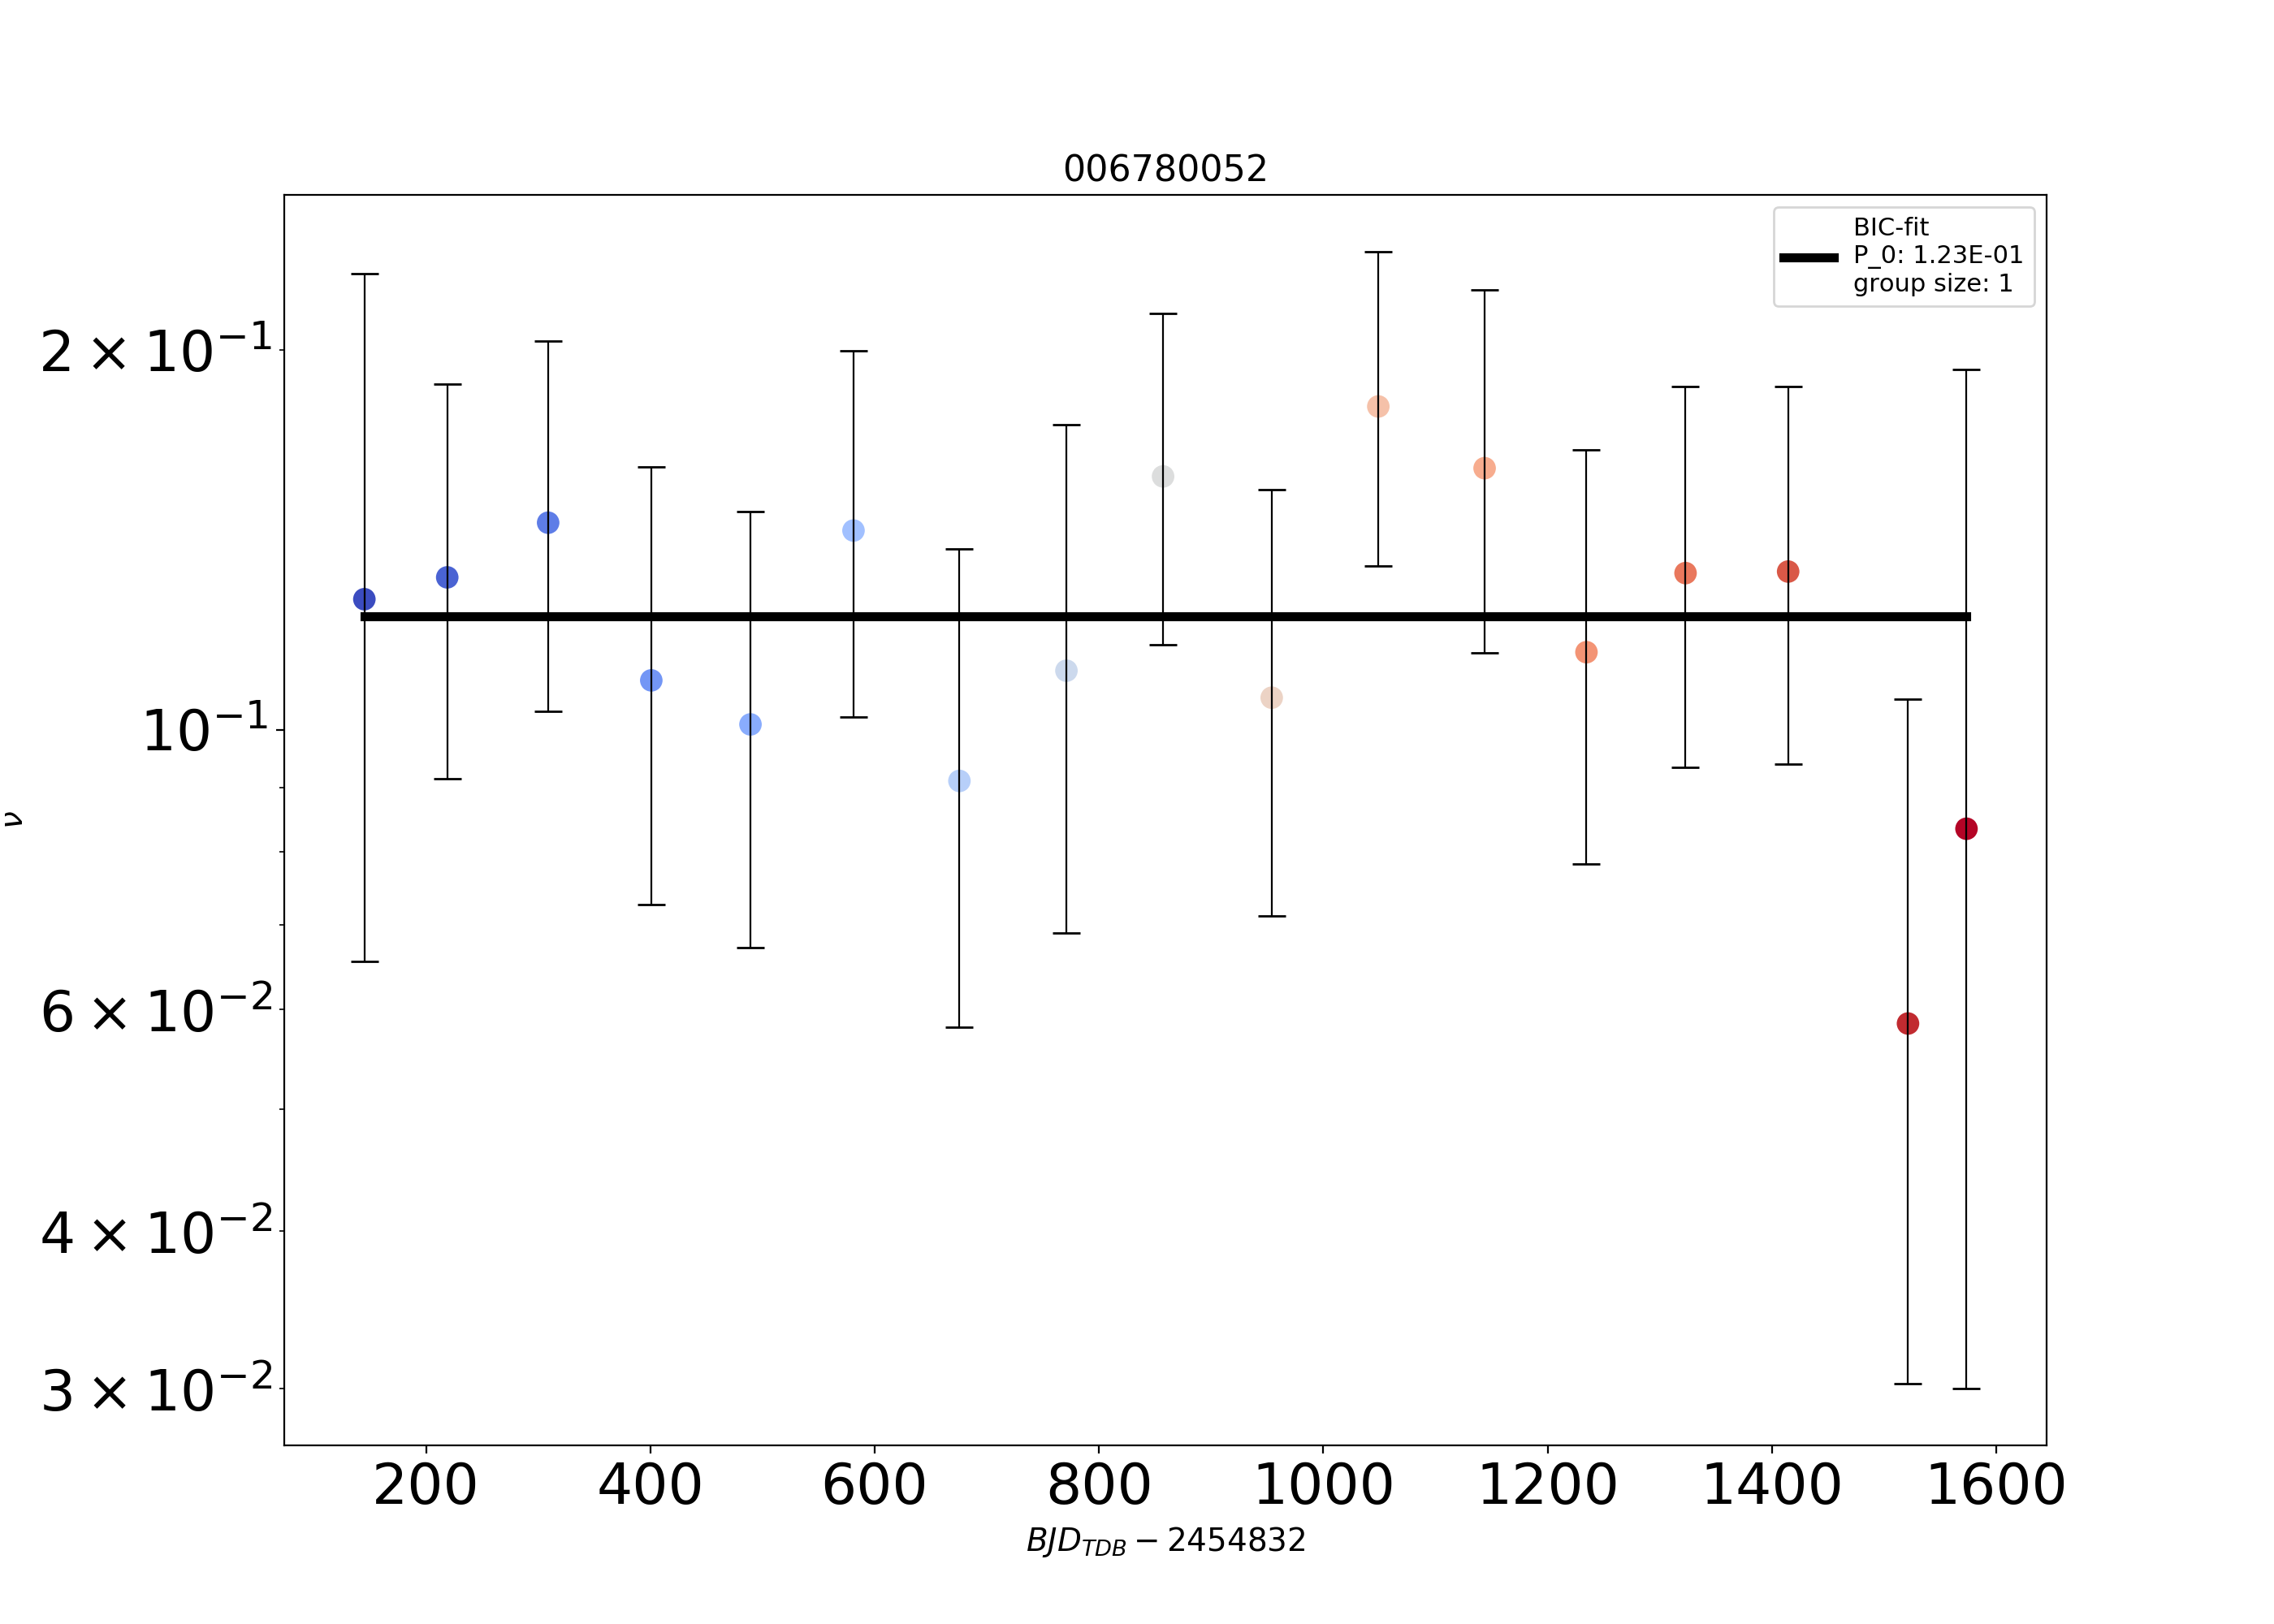 006780052
BIC-fit
P_0: 1.23E-01
group size: 1
2 × 10⁻¹
10⁻¹
6 × 10⁻²
4 × 10⁻²
3 × 10⁻²
ν
200 400 600 800 1000 1200 1400 1600
BJD_TDB − 2454832